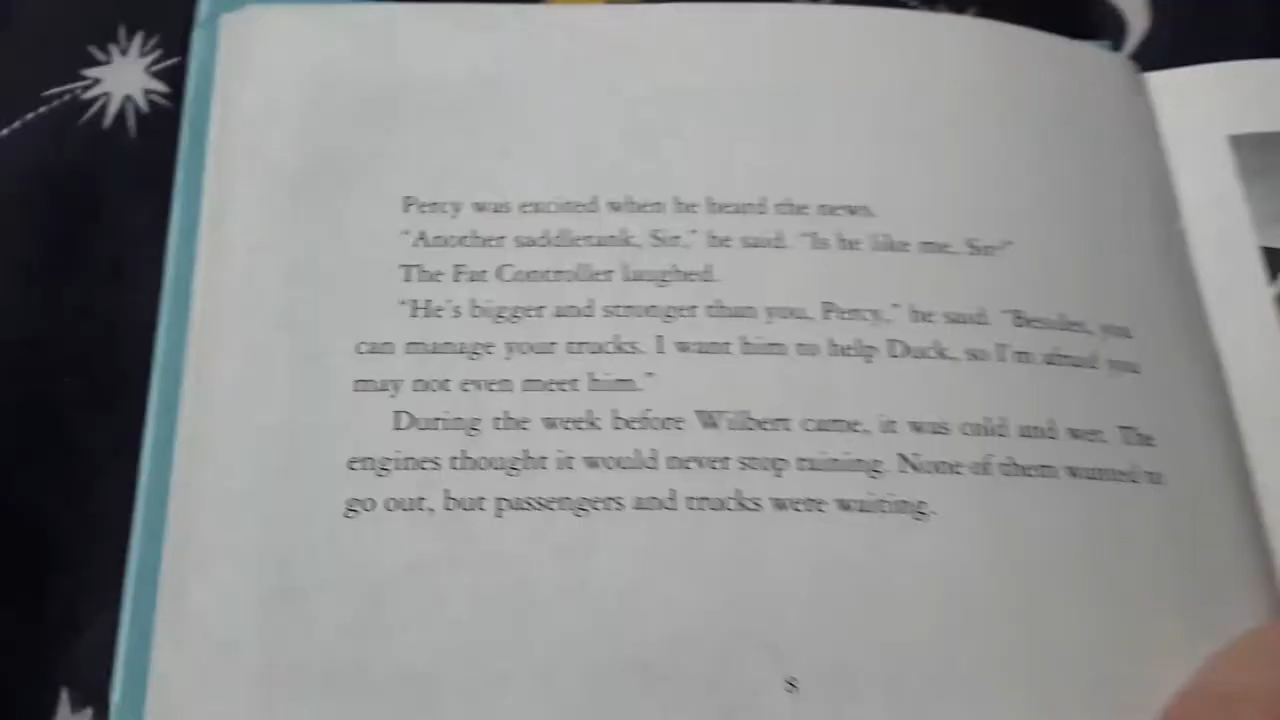 Percy was excited when he heard the news.
"Another saddletank, Sir," he said. "Is he like me, Sir?"
The Fat Controller laughed.
"He's bigger and stronger than you, Percy," he said. "Besides, you
can manage your trucks. I want him to help Duck, so I'm afraid you
may not even meet him."
During the week before Wilbert came, it was cold and wet. The
engines thought it would never stop raining. None of them wanted to
go out, but passengers and trucks were waiting.
8